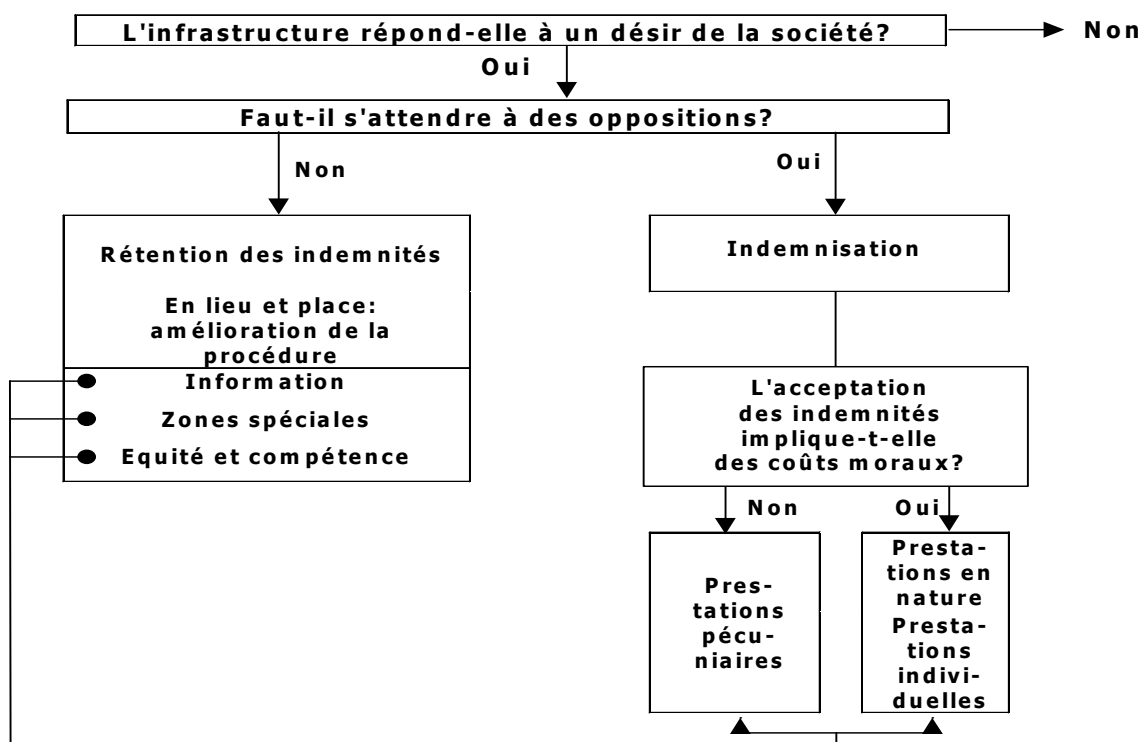 L'infrastructure répond-elle à un désir de la société?
Non
Oui
Faut-il s'attendre à des oppositions?
Non
Oui
Rétention des indemnités
En lieu et place:
amélioration de la
procédure
Information
Zones spéciales
Equité et compétence
Indemnisation
L'acceptation
des indemnités
implique-t-elle
des coûts moraux?
Non
Oui
Pres-
tations
pécu-
niaires
Presta-
tions en
nature
Presta-
tions
indivi-
duelles